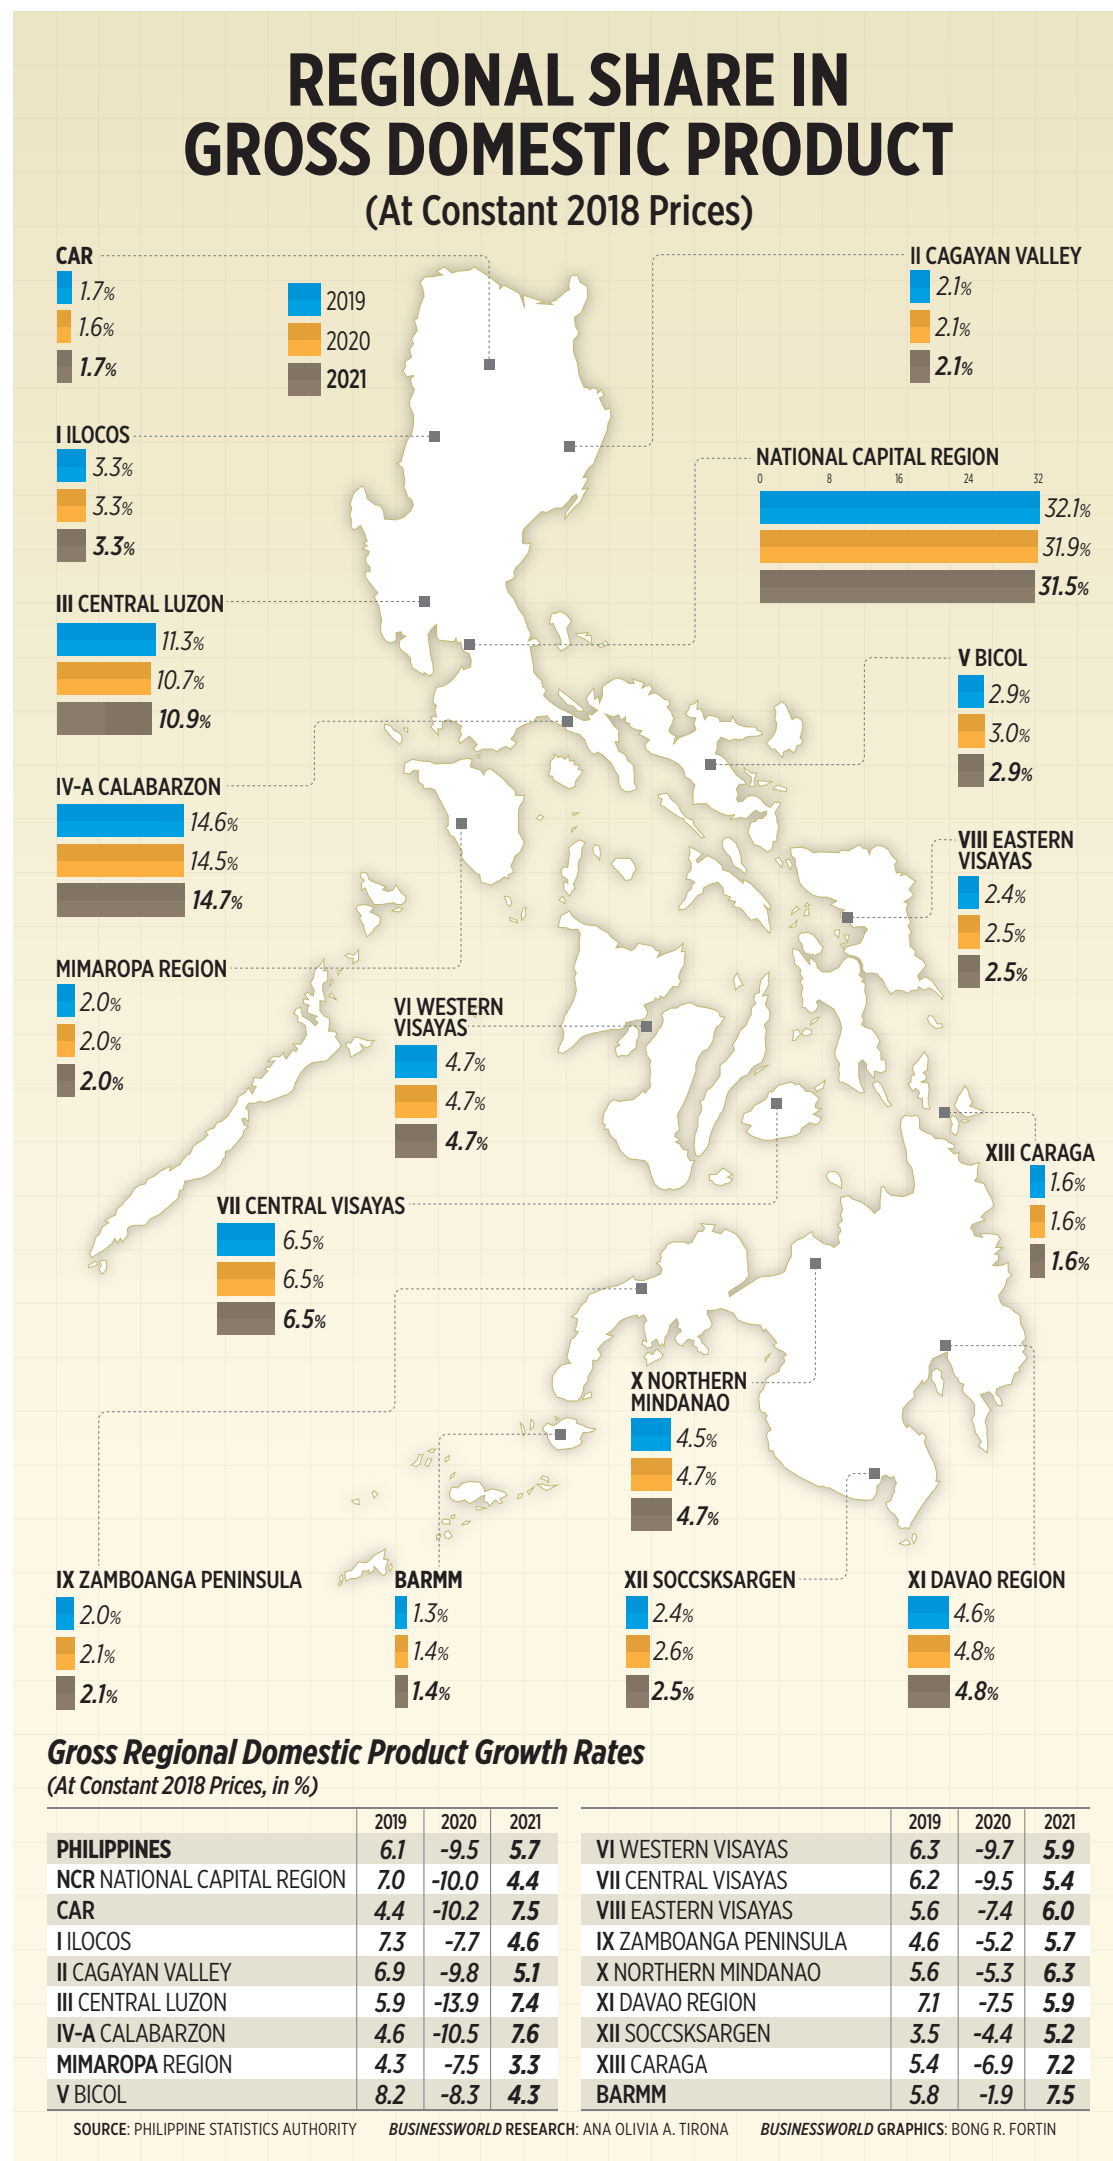 REGIONAL SHARE IN
GROSS DOMESTIC PRODUCT
(At Constant 2018 Prices)
CAR
1.7%
1.6%
1.7%
2019
2020
2021
II CAGAYAN VALLEY
2.1%
2.1%
2.1%
I ILOCOS
3.3%
3.3%
3.3%
NATIONAL CAPITAL REGION
0 8 16 24 32
32.1%
31.9%
31.5%
III CENTRAL LUZON
11.3%
10.7%
10.9%
V BICOL
2.9%
3.0%
2.9%
IV-A CALABARZON
14.6%
14.5%
14.7%
VIII EASTERN
VISAYAS
2.4%
2.5%
2.5%
MIMAROPA REGION
2.0%
2.0%
2.0%
VI WESTERN
VISAYAS
4.7%
4.7%
4.7%
XIII CARAGA
1.6%
1.6%
1.6%
VII CENTRAL VISAYAS
6.5%
6.5%
6.5%
X NORTHERN
MINDANAO
4.5%
4.7%
4.7%
IX ZAMBOANGA PENINSULA
2.0%
2.1%
2.1%
BARMM
1.3%
1.4%
1.4%
XII SOCCSKSARGEN
2.4%
2.6%
2.5%
XI DAVAO REGION
4.6%
4.8%
4.8%
Gross Regional Domestic Product Growth Rates
(At Constant 2018 Prices, in %)
2019 2020 2021
PHILIPPINES 6.1 -9.5 5.7
NCR NATIONAL CAPITAL REGION 7.0 -10.0 4.4
CAR 4.4 -10.2 7.5
I ILOCOS 7.3 -7.7 4.6
II CAGAYAN VALLEY 6.9 -9.8 5.1
III CENTRAL LUZON 5.9 -13.9 7.4
IV-A CALABARZON 4.6 -10.5 7.6
MIMAROPA REGION 4.3 -7.5 3.3
V BICOL 8.2 -8.3 4.3
2019 2020 2021
VI WESTERN VISAYAS 6.3 -9.7 5.9
VII CENTRAL VISAYAS 6.2 -9.5 5.4
VIII EASTERN VISAYAS 5.6 -7.4 6.0
IX ZAMBOANGA PENINSULA 4.6 -5.2 5.7
X NORTHERN MINDANAO 5.6 -5.3 6.3
XI DAVAO REGION 7.1 -7.5 5.9
XII SOCCSKSARGEN 3.5 -4.4 5.2
XIII CARAGA 5.4 -6.9 7.2
BARMM 5.8 -1.9 7.5
SOURCE: PHILIPPINE STATISTICS AUTHORITY BUSINESSWORLD RESEARCH: ANA OLIVIA A. TIRONA BUSINESSWORLD GRAPHICS: BONG R. FORTIN